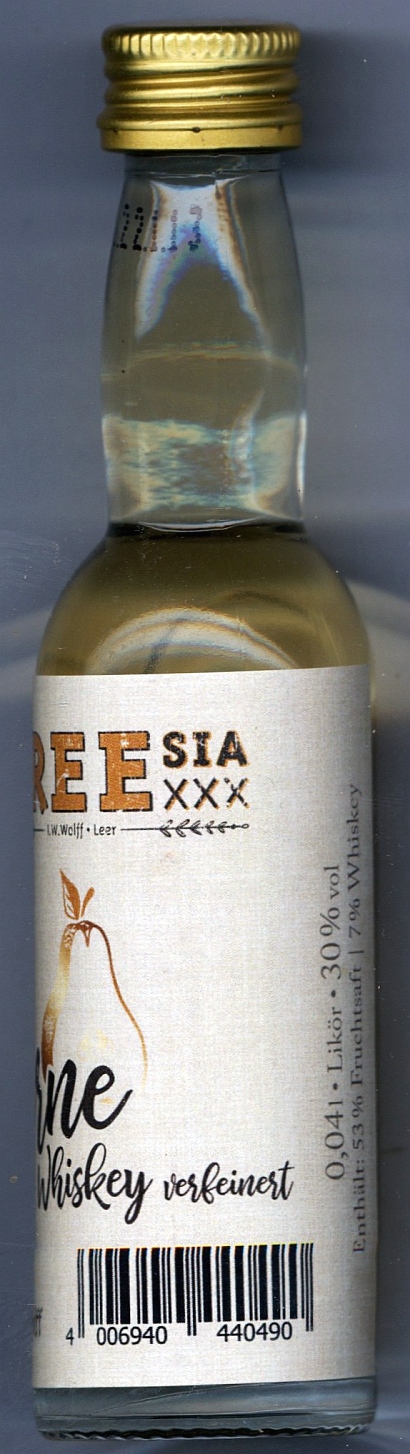 REE SIA
XXX
I.W.Wolff • Leer
rne
Whiskey verfeinert
0,04l • Likör • 30 % vol
Enthält: 53 % Fruchtsaft | 7 % Whiskey
4 006940 440490